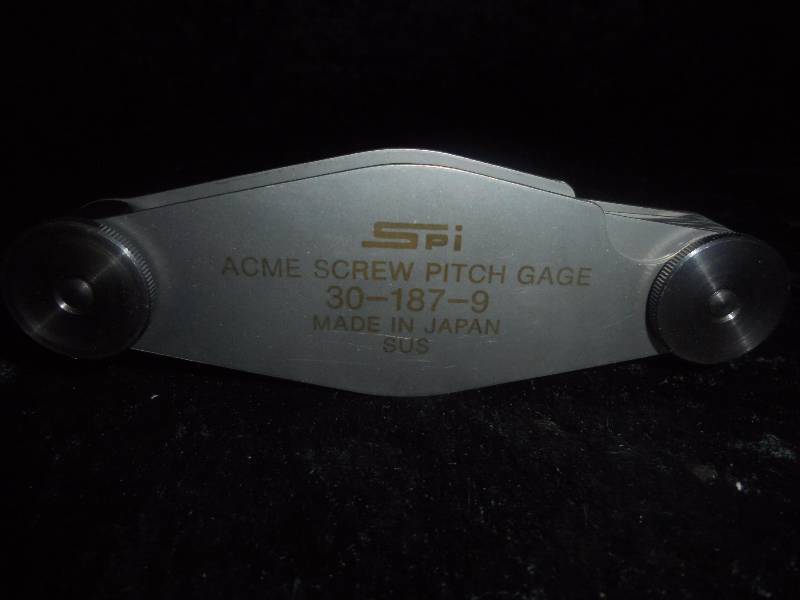 SPi
ACME SCREW PITCH GAGE
30-187-9
MADE IN JAPAN
SUS